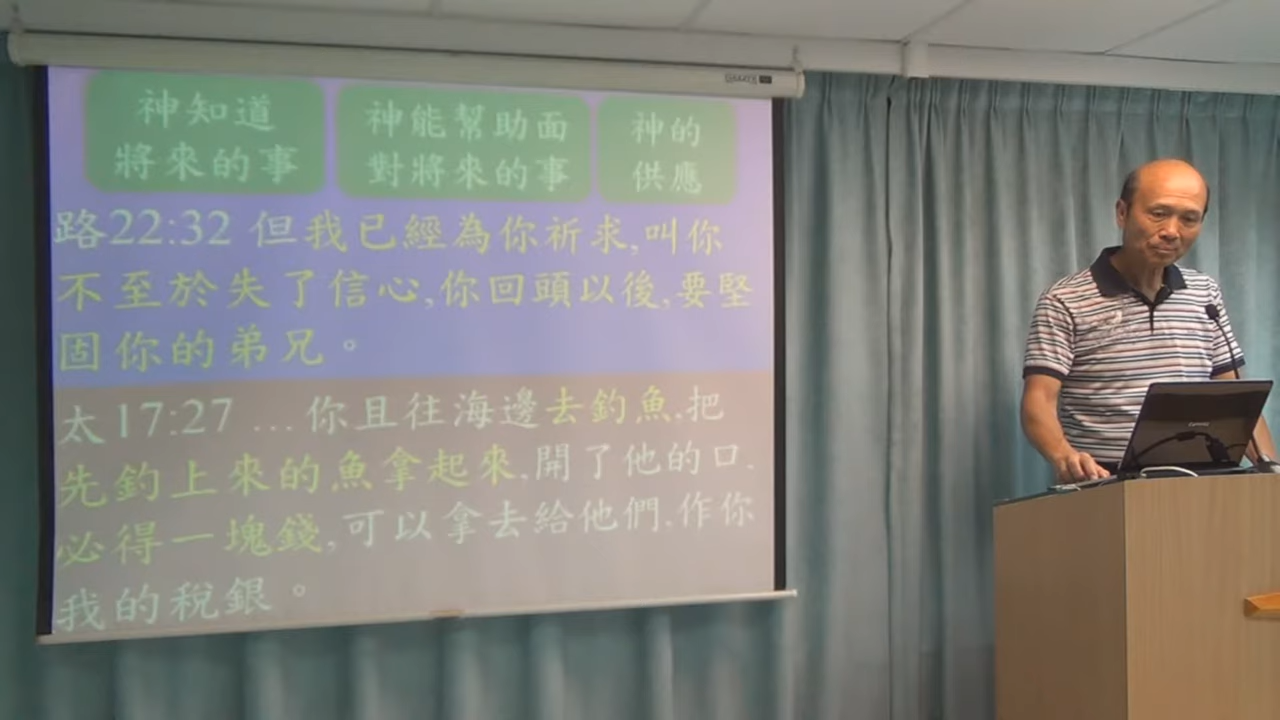 神知道
將來的事
神能幫助面
對將來的事
神的
供應
路22:32 但我已經為你祈求,叫你
不至於失了信心,你回頭以後,要堅
固你的弟兄。
太17:27 …你且往海邊去釣魚,把
先釣上來的魚拿起來,開了他的口,
必得一塊錢,可以拿去給他們,作你
我的稅銀。